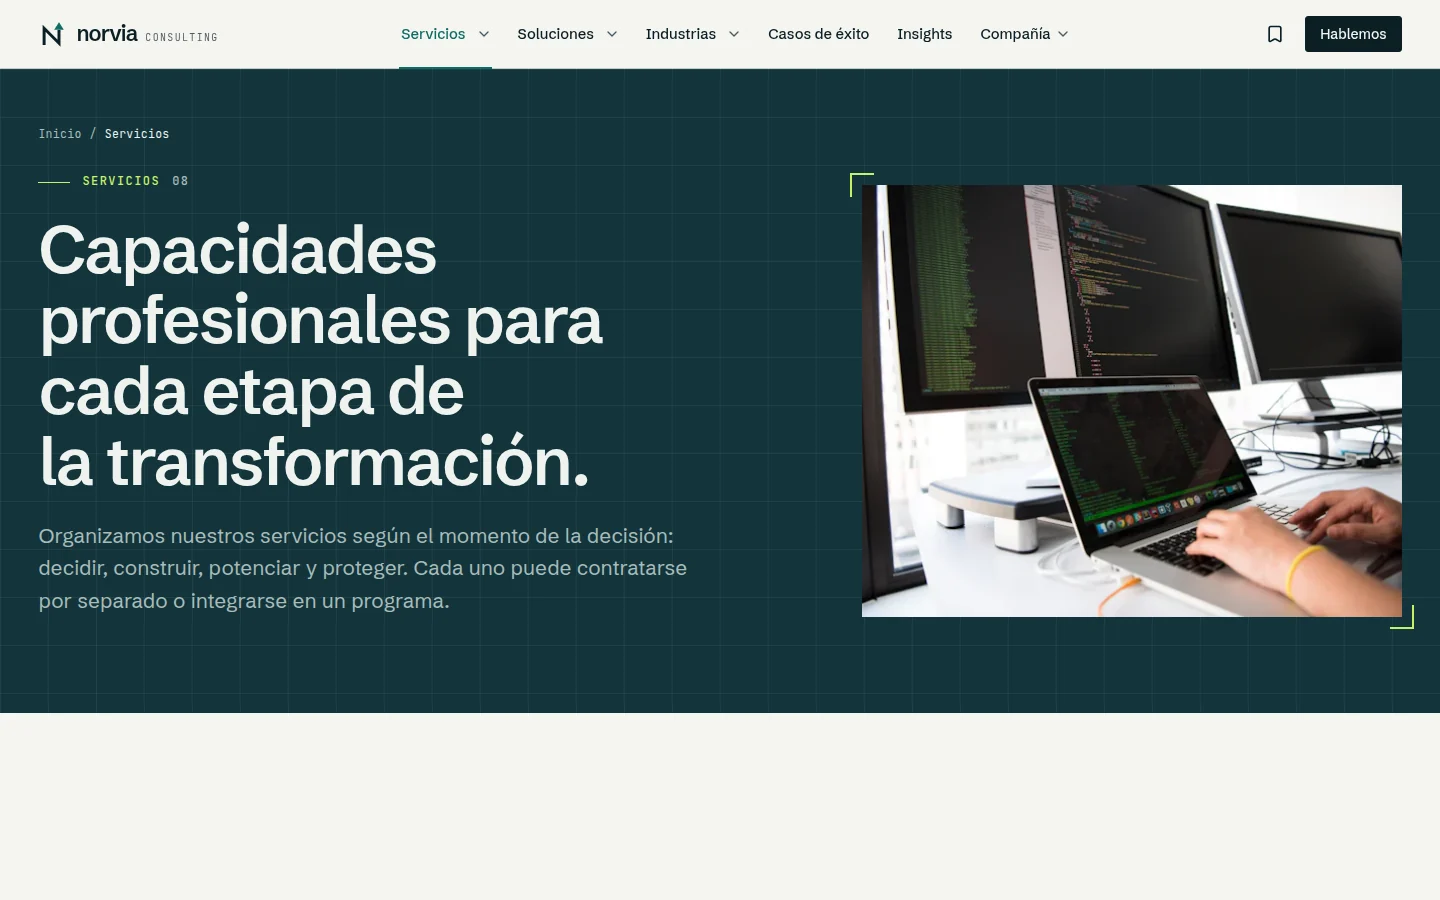 norvia CONSULTING
Servicios
Soluciones
Industrias
Casos de éxito
Insights
Compañía
Hablemos
Inicio / Servicios
SERVICIOS 08
Capacidades
profesionales para
cada etapa de
la transformación.
Organizamos nuestros servicios según el momento de la decisión:
decidir, construir, potenciar y proteger. Cada uno puede contratarse
por separado o integrarse en un programa.